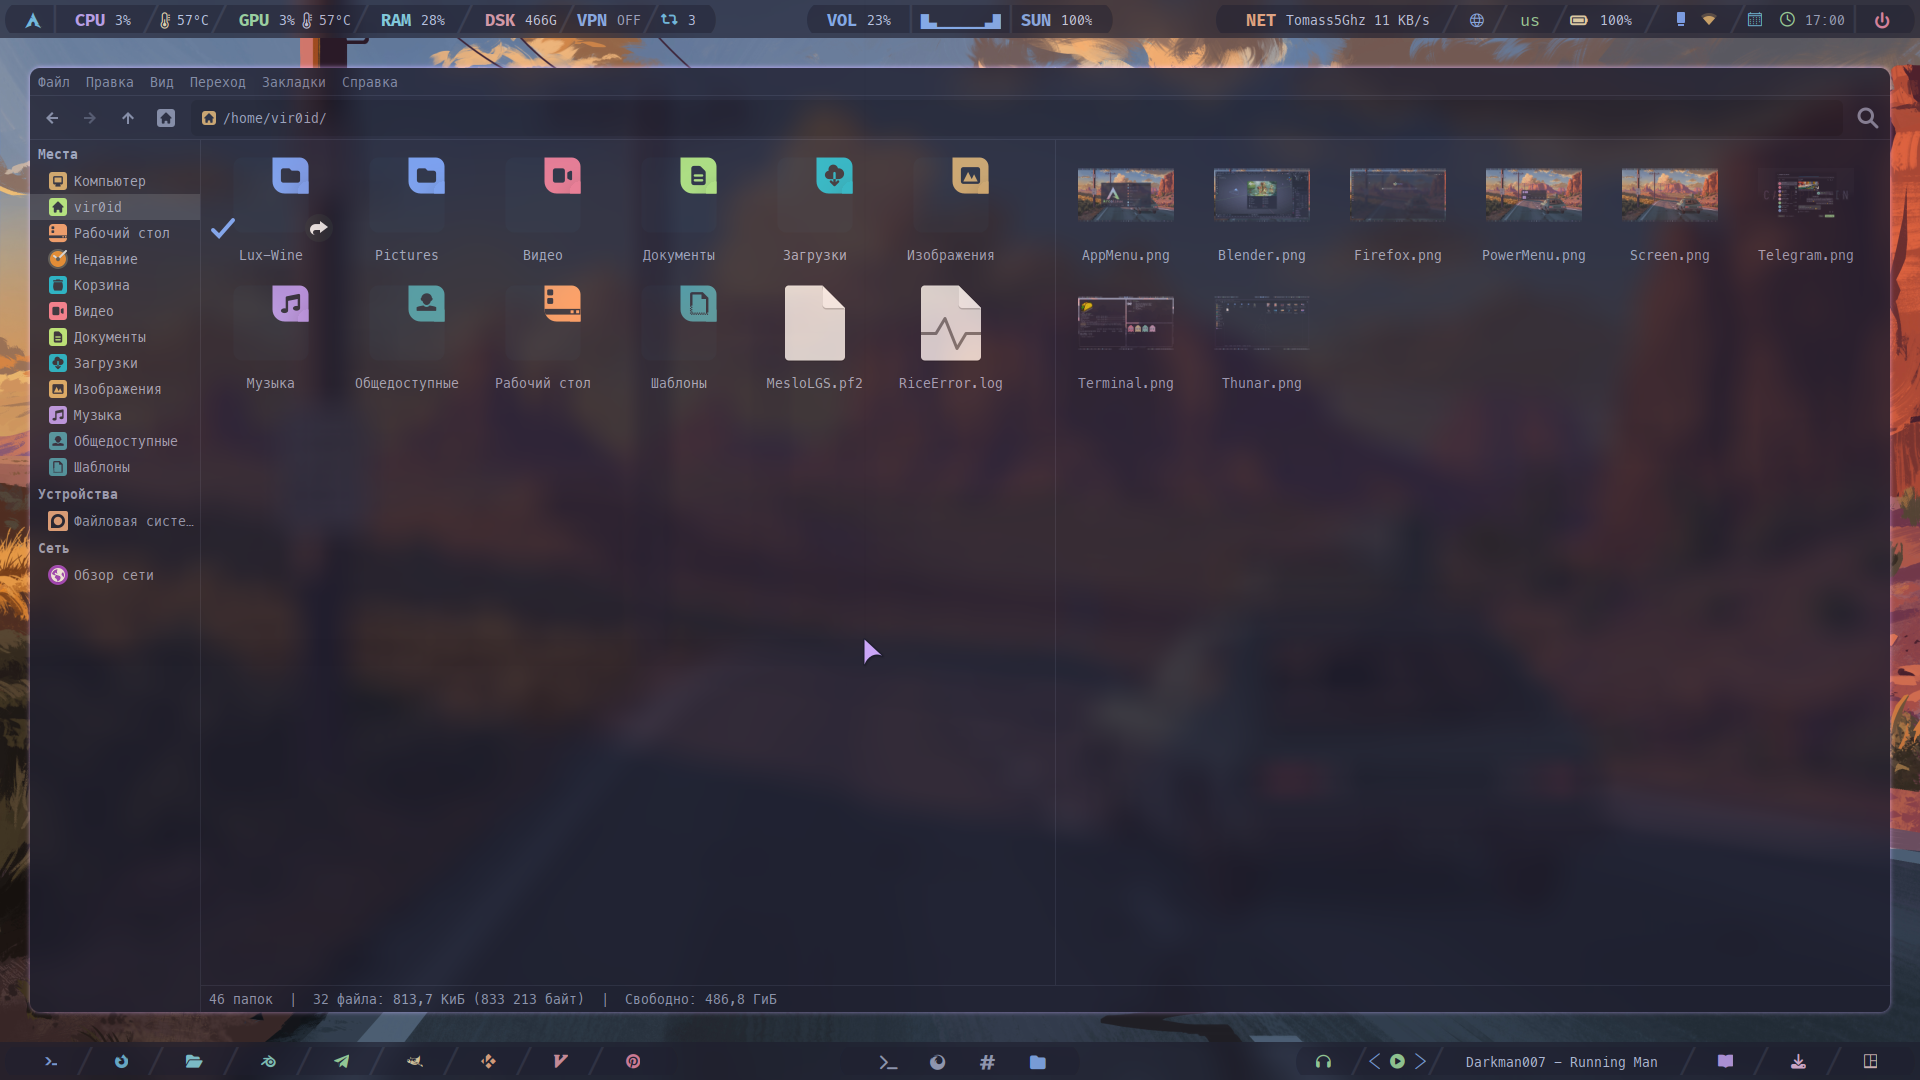 CPU 3% 57°C GPU 3% 57°C RAM 28% DSK 466G VPN OFF 3 VOL 23% SUN 100% NET Tomass5Ghz 11 KB/s us 100% 17:00
Файл Правка Вид Переход Закладки Справка
/home/vir0id/
Места
Компьютер
vir0id
Рабочий стол
Недавние
Корзина
Видео
Документы
Загрузки
Изображения
Музыка
Общедоступные
Шаблоны
Устройства
Файловая систе…
Сеть
Обзор сети
Lux-Wine Pictures Видео Документы Загрузки Изображения
Музыка Общедоступные Рабочий стол Шаблоны MesloLGS.pf2 RiceError.log
AppMenu.png Blender.png Firefox.png PowerMenu.png Screen.png Telegram.png
Terminal.png Thunar.png
46 папок | 32 файла: 813,7 КиБ (833 213 байт) | Свободно: 486,8 ГиБ
Darkman007 – Running Man